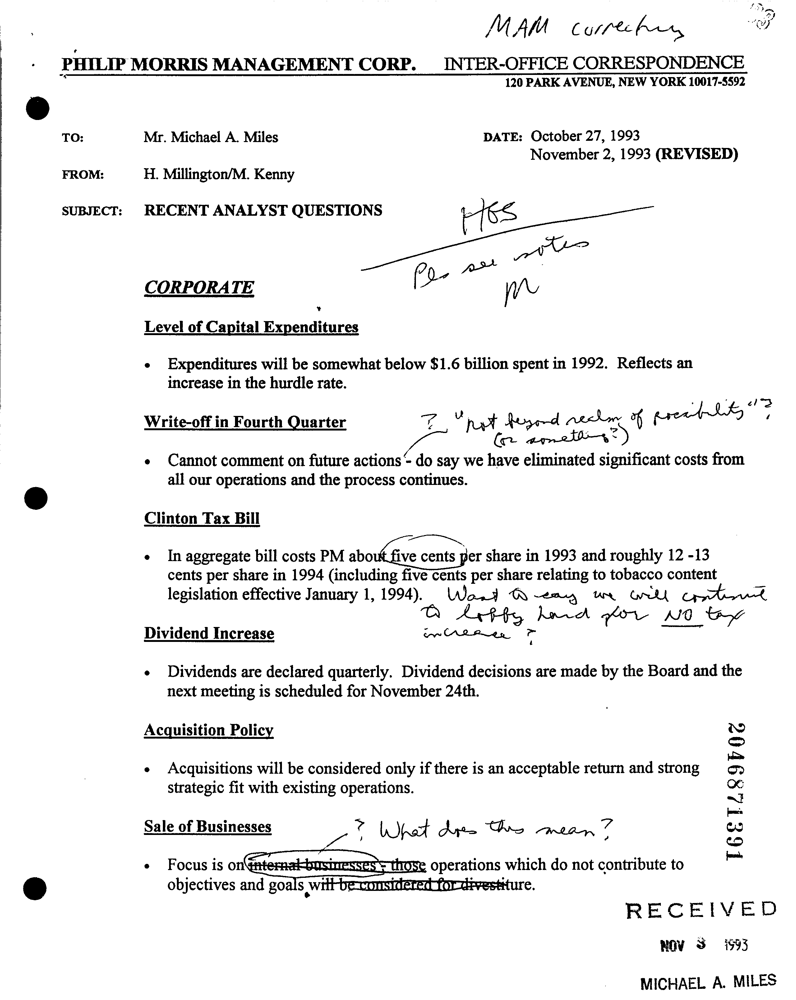 MAM
PHILIP MORRIS MANAGEMENT CORP. INTER-OFFICE CORRESPONDENCE
120 PARK AVENUE, NEW YORK 10017-5592
TO: Mr. Michael A. Miles DATE: October 27, 1993
November 2, 1993 (REVISED)
FROM: H. Millington/M. Kenny
SUBJECT: RECENT ANALYST QUESTIONS
Pls see notes
M
CORPORATE
Level of Capital Expenditures
• Expenditures will be somewhat below $1.6 billion spent in 1992. Reflects an
increase in the hurdle rate.
? "not beyond realm of possibility"?
(or something?)
Write-off in Fourth Quarter
• Cannot comment on future actions - do say we have eliminated significant costs from
all our operations and the process continues.
Clinton Tax Bill
• In aggregate bill costs PM about five cents per share in 1993 and roughly 12 -13
cents per share in 1994 (including five cents per share relating to tobacco content
legislation effective January 1, 1994). Want to say we will continue
to lobby hard for NO tax
increase?
Dividend Increase
• Dividends are declared quarterly. Dividend decisions are made by the Board and the
next meeting is scheduled for November 24th.
Acquisition Policy
• Acquisitions will be considered only if there is an acceptable return and strong
strategic fit with existing operations.
Sale of Businesses
? What does this mean?
• Focus is on internal businesses - those operations which do not contribute to
objectives and goals will be considered for divestiture.
2046871391
RECEIVED
NOV 3 1993
MICHAEL A. MILES